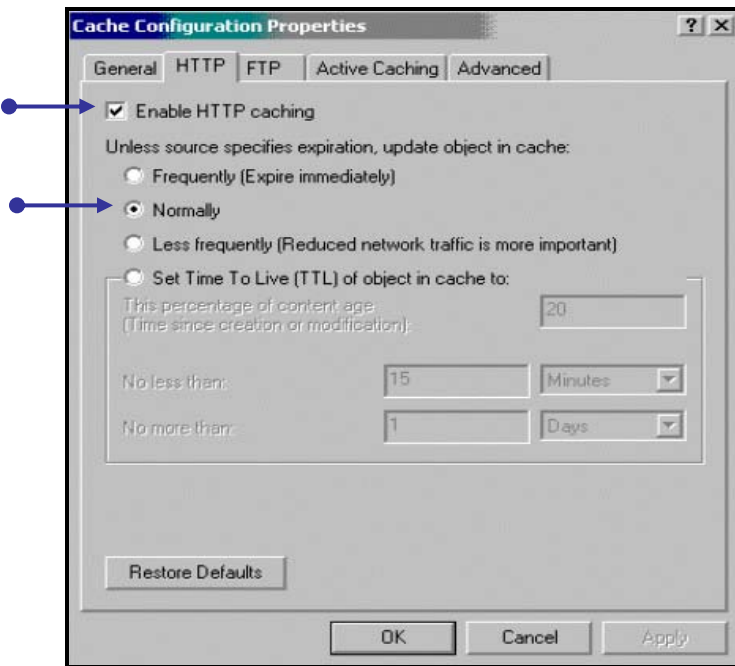 Cache Configuration Properties
General HTTP FTP Active Caching Advanced
Enable HTTP caching
Unless source specifies expiration, update object in cache:
Frequently (Expire immediately)
Normally
Less frequently (Reduced network traffic is more important)
Set Time To Live (TTL) of object in cache to:
This percentage of content age 20
(Time since creation or modification):
No less than: 15 Minutes
No more than: 1 Days
Restore Defaults
OK Cancel Apply